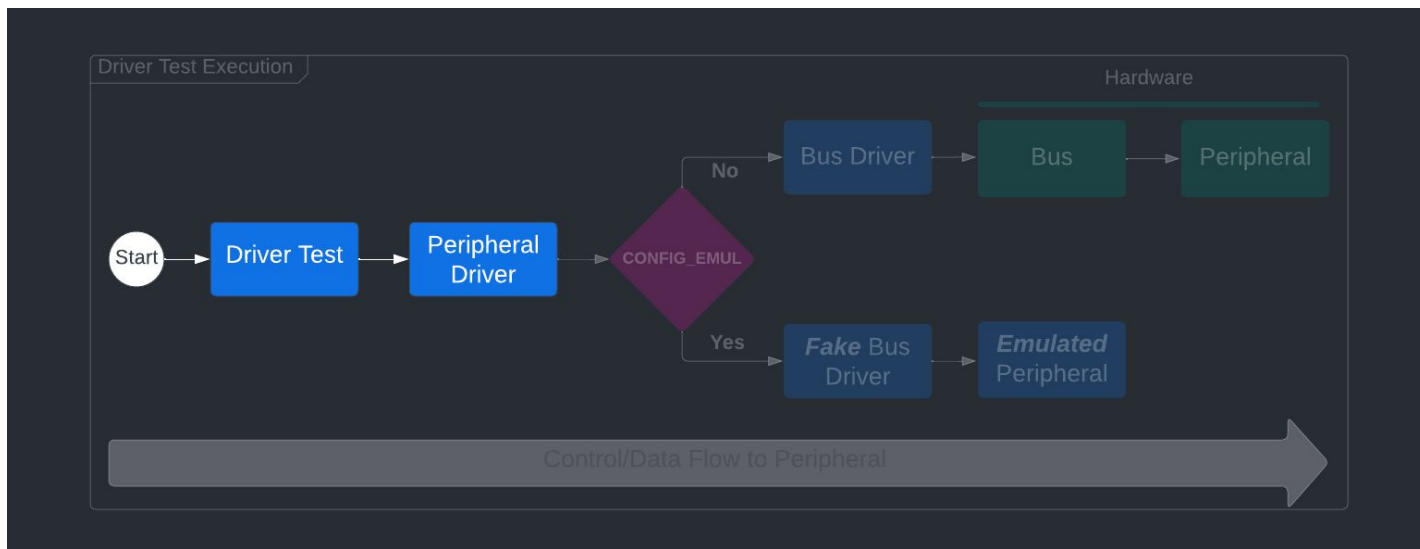 Driver Test Execution
Hardware
Bus Driver
Bus
Peripheral
No
Start
Driver Test
Peripheral
Driver
CONFIG_EMUL
Yes
Fake Bus
Driver
Emulated
Peripheral
Control/Data Flow to Peripheral